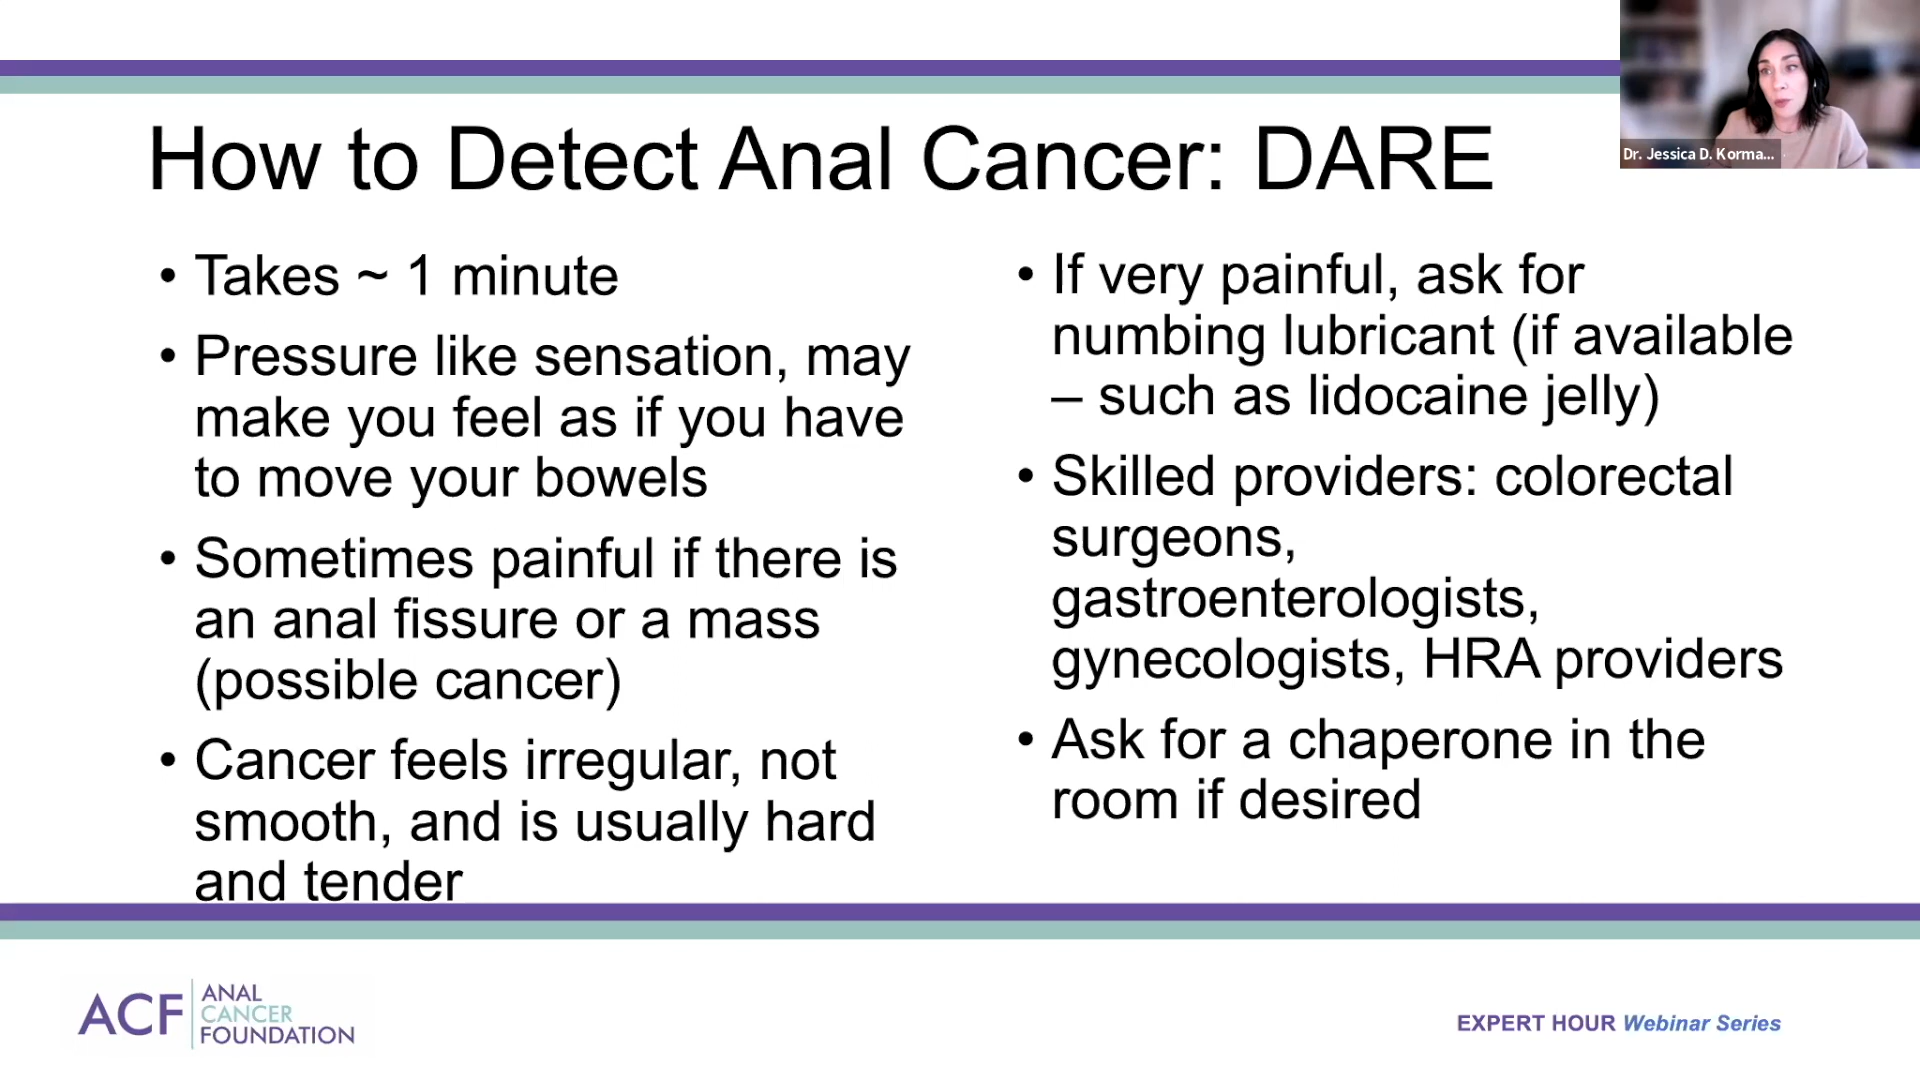 How to Detect Anal Cancer: DARE
Dr. Jessica D. Korma...
• Takes ~ 1 minute
• Pressure like sensation, may
make you feel as if you have
to move your bowels
• Sometimes painful if there is
an anal fissure or a mass
(possible cancer)
• Cancer feels irregular, not
smooth, and is usually hard
and tender
• If very painful, ask for
numbing lubricant (if available
– such as lidocaine jelly)
• Skilled providers: colorectal
surgeons,
gastroenterologists,
gynecologists, HRA providers
• Ask for a chaperone in the
room if desired
ACF
ANAL
CANCER
FOUNDATION
EXPERT HOUR Webinar Series